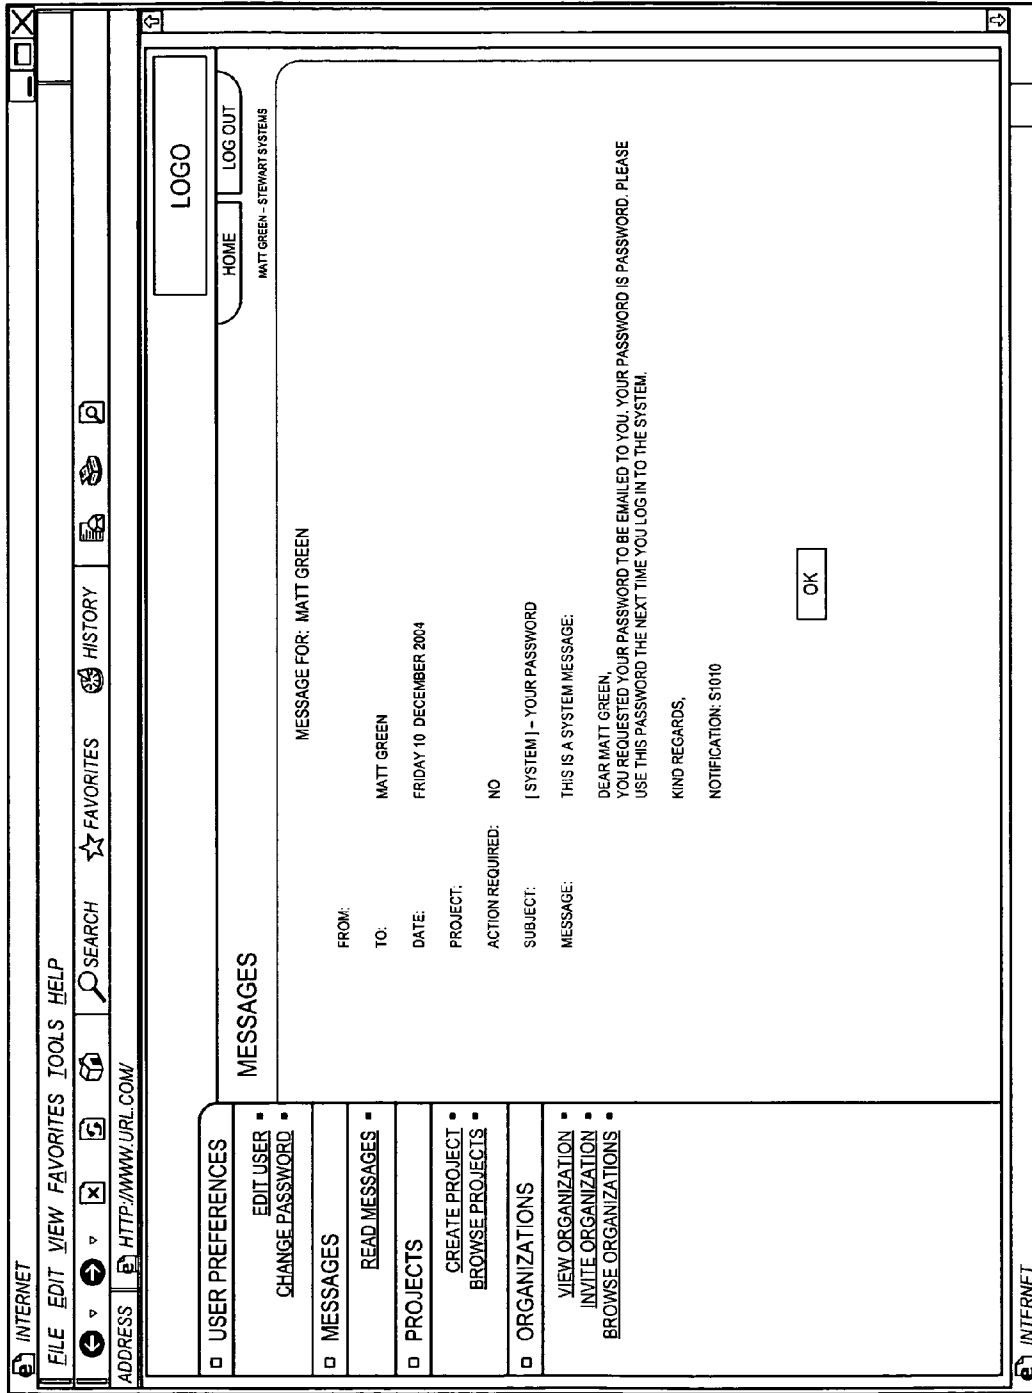 INTERNET
FILE EDIT VIEW FAVORITES TOOLS HELP
SEARCH FAVORITES HISTORY
ADDRESS HTTP://WWW.URL.COM/
LOGO
HOME LOG OUT
MATT GREEN – STEWART SYSTEMS
USER PREFERENCES
EDIT USER
CHANGE PASSWORD
MESSAGES
READ MESSAGES
PROJECTS
CREATE PROJECT
BROWSE PROJECTS
ORGANIZATIONS
VIEW ORGANIZATION
INVITE ORGANIZATION
BROWSE ORGANIZATIONS
MESSAGES
MESSAGE FOR: MATT GREEN
FROM:
TO: MATT GREEN
DATE: FRIDAY 10 DECEMBER 2004
PROJECT:
ACTION REQUIRED: NO
SUBJECT: [ SYSTEM ] – YOUR PASSWORD
MESSAGE: THIS IS A SYSTEM MESSAGE:
DEAR MATT GREEN,
YOU REQUESTED YOUR PASSWORD TO BE EMAILED TO YOU. YOUR PASSWORD IS PASSWORD. PLEASE
USE THIS PASSWORD THE NEXT TIME YOU LOG IN TO THE SYSTEM.
KIND REGARDS,
NOTIFICATION: S1010
OK
INTERNET